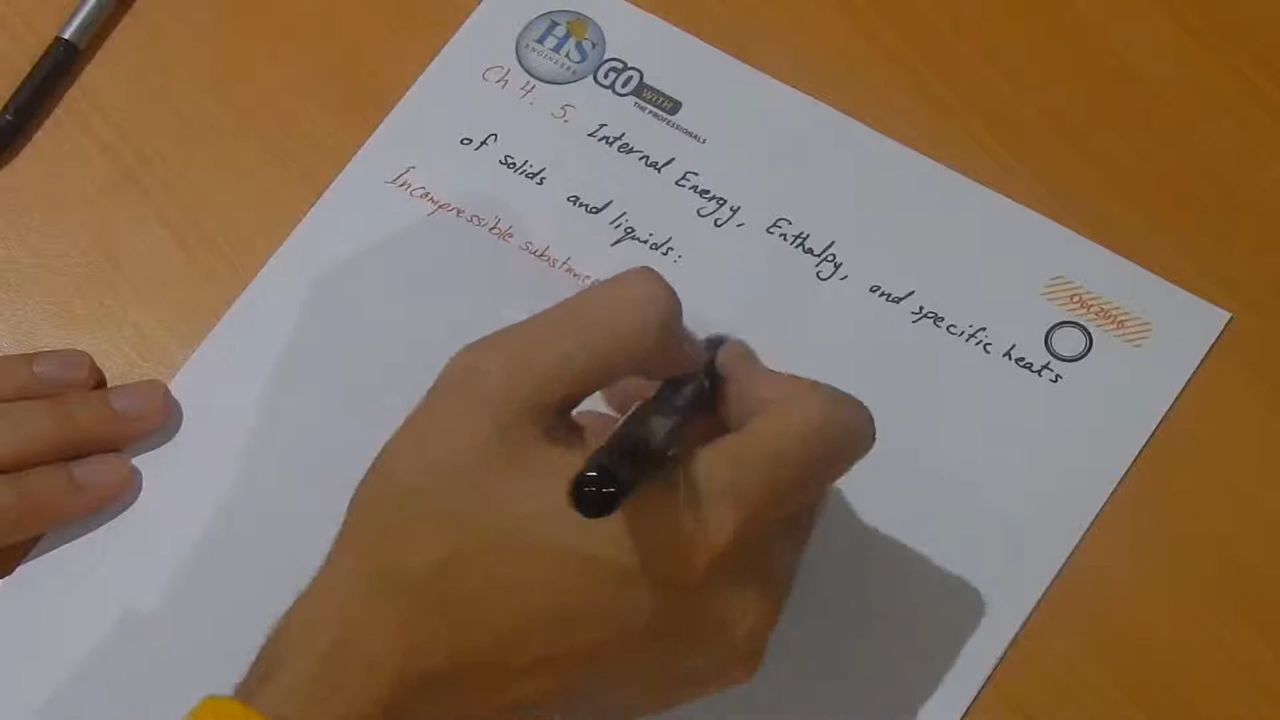 HS
ENGINEERS
GO WITH
THE PROFESSIONALS
Ch 4: 5. Internal Energy, Enthalpy, and specific heats
of solids and liquids:
Incompressible substance